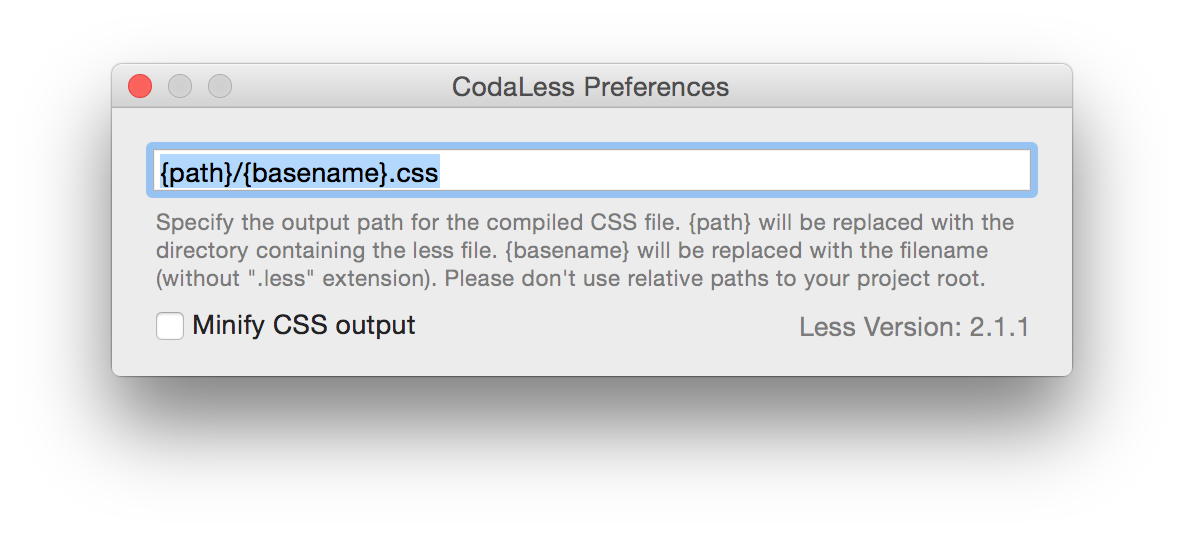 CodaLess Preferences
{path}/{basename}.css
Specify the output path for the compiled CSS file. {path} will be replaced with the
directory containing the less file. {basename} will be replaced with the filename
(without ".less" extension). Please don't use relative paths to your project root.
Minify CSS output
Less Version: 2.1.1